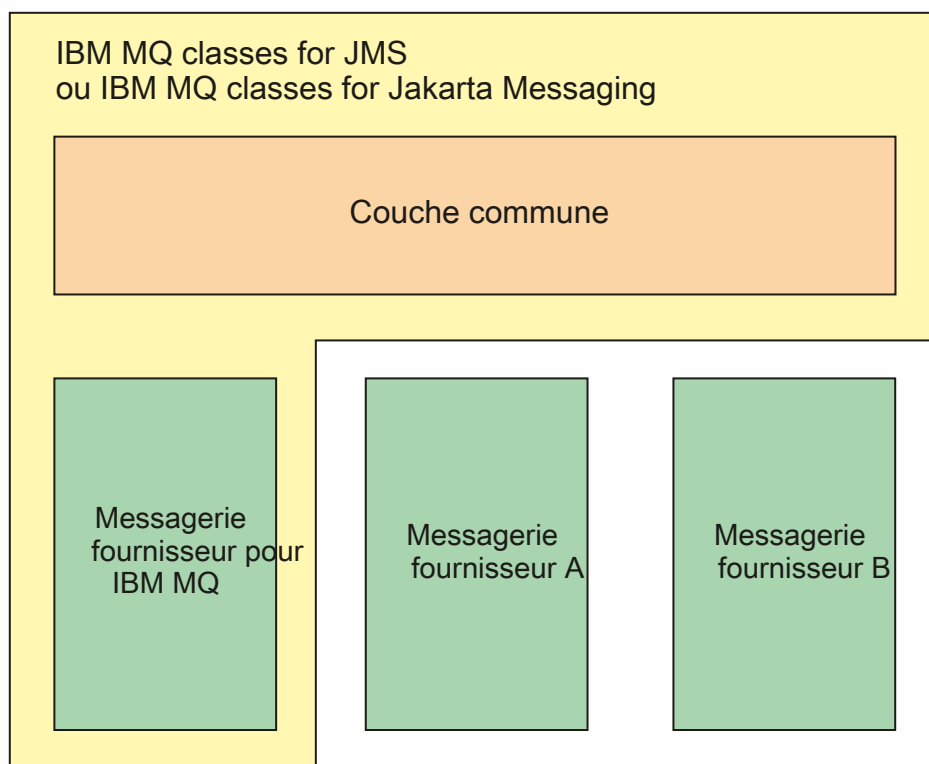 IBM MQ classes for JMS
ou IBM MQ classes for Jakarta Messaging
Couche commune
Messagerie
fournisseur pour
IBM MQ
Messagerie
fournisseur A
Messagerie
fournisseur B